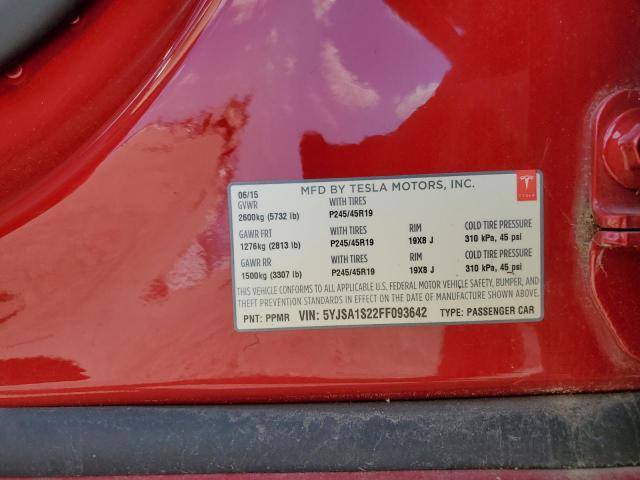 06/15 MFD BY TESLA MOTORS, INC. TESLA
GVWR WITH TIRES
2600kg (5732 lb) P245/45R19
GAWR FRT WITH TIRES RIM COLD TIRE PRESSURE
1276kg (2813 lb) P245/45R19 19X8 J 310 kPa, 45 psi
GAWR RR WITH TIRES RIM COLD TIRE PRESSURE
1500kg (3307 lb) P245/45R19 19X8 J 310 kPa, 45 psi
THIS VEHICLE CONFORMS TO ALL APPLICABLE U.S. FEDERAL MOTOR VEHICLE SAFETY, BUMPER, AND
THEFT PREVENTION STANDARDS IN EFFECT ON THE DATE OF MANUFACTURE SHOWN ABOVE.
PNT: PPMR VIN: 5YJSA1S22FF093642 TYPE: PASSENGER CAR